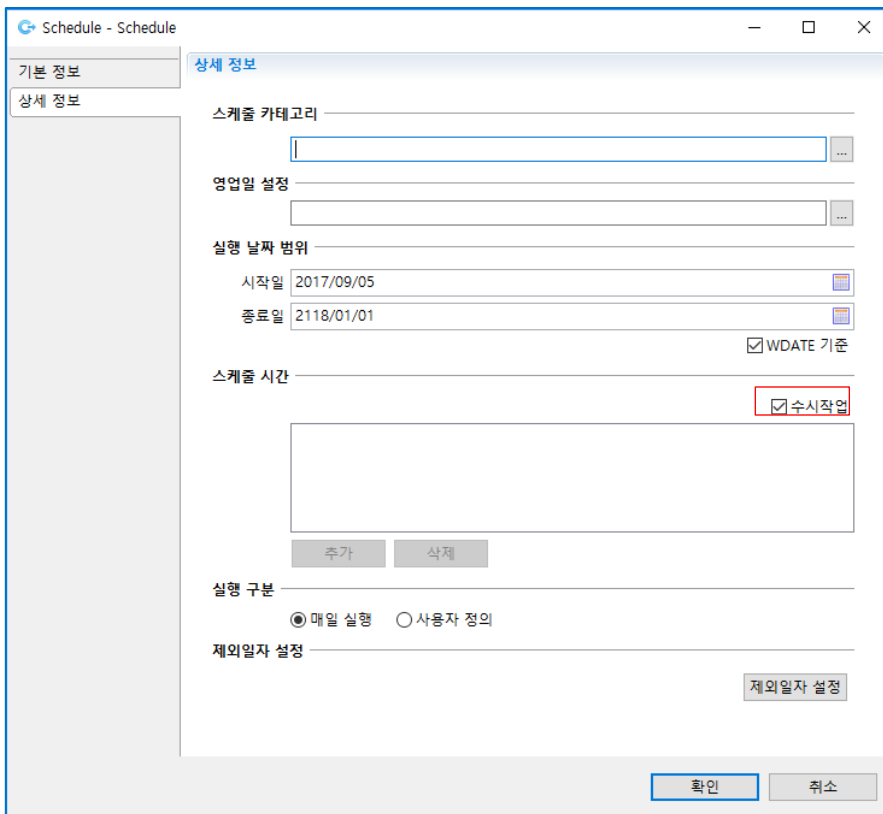 Schedule - Schedule
기본 정보
상세 정보
상세 정보
스케줄 카테고리
...
영업일 설정
...
실행 날짜 범위
시작일 2017/09/05
종료일 2118/01/01
WDATE 기준
스케줄 시간
수시작업
추가 삭제
실행 구분
매일 실행 사용자 정의
제외일자 설정
제외일자 설정
확인 취소